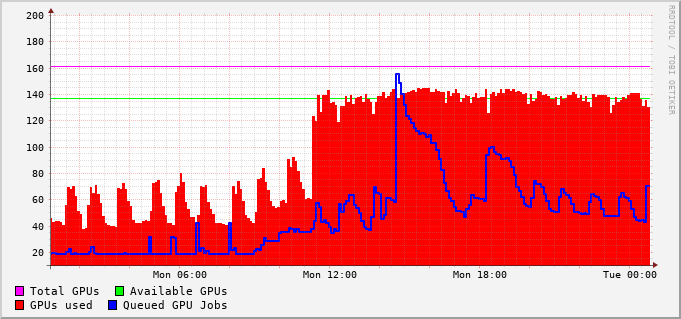 200
180
160
140
120
100
80
60
40
20
Mon 06:00 Mon 12:00 Mon 18:00 Tue 00:00
Total GPUs Available GPUs
GPUs used Queued GPU Jobs
RRDTOOL / TOBI OETIKER